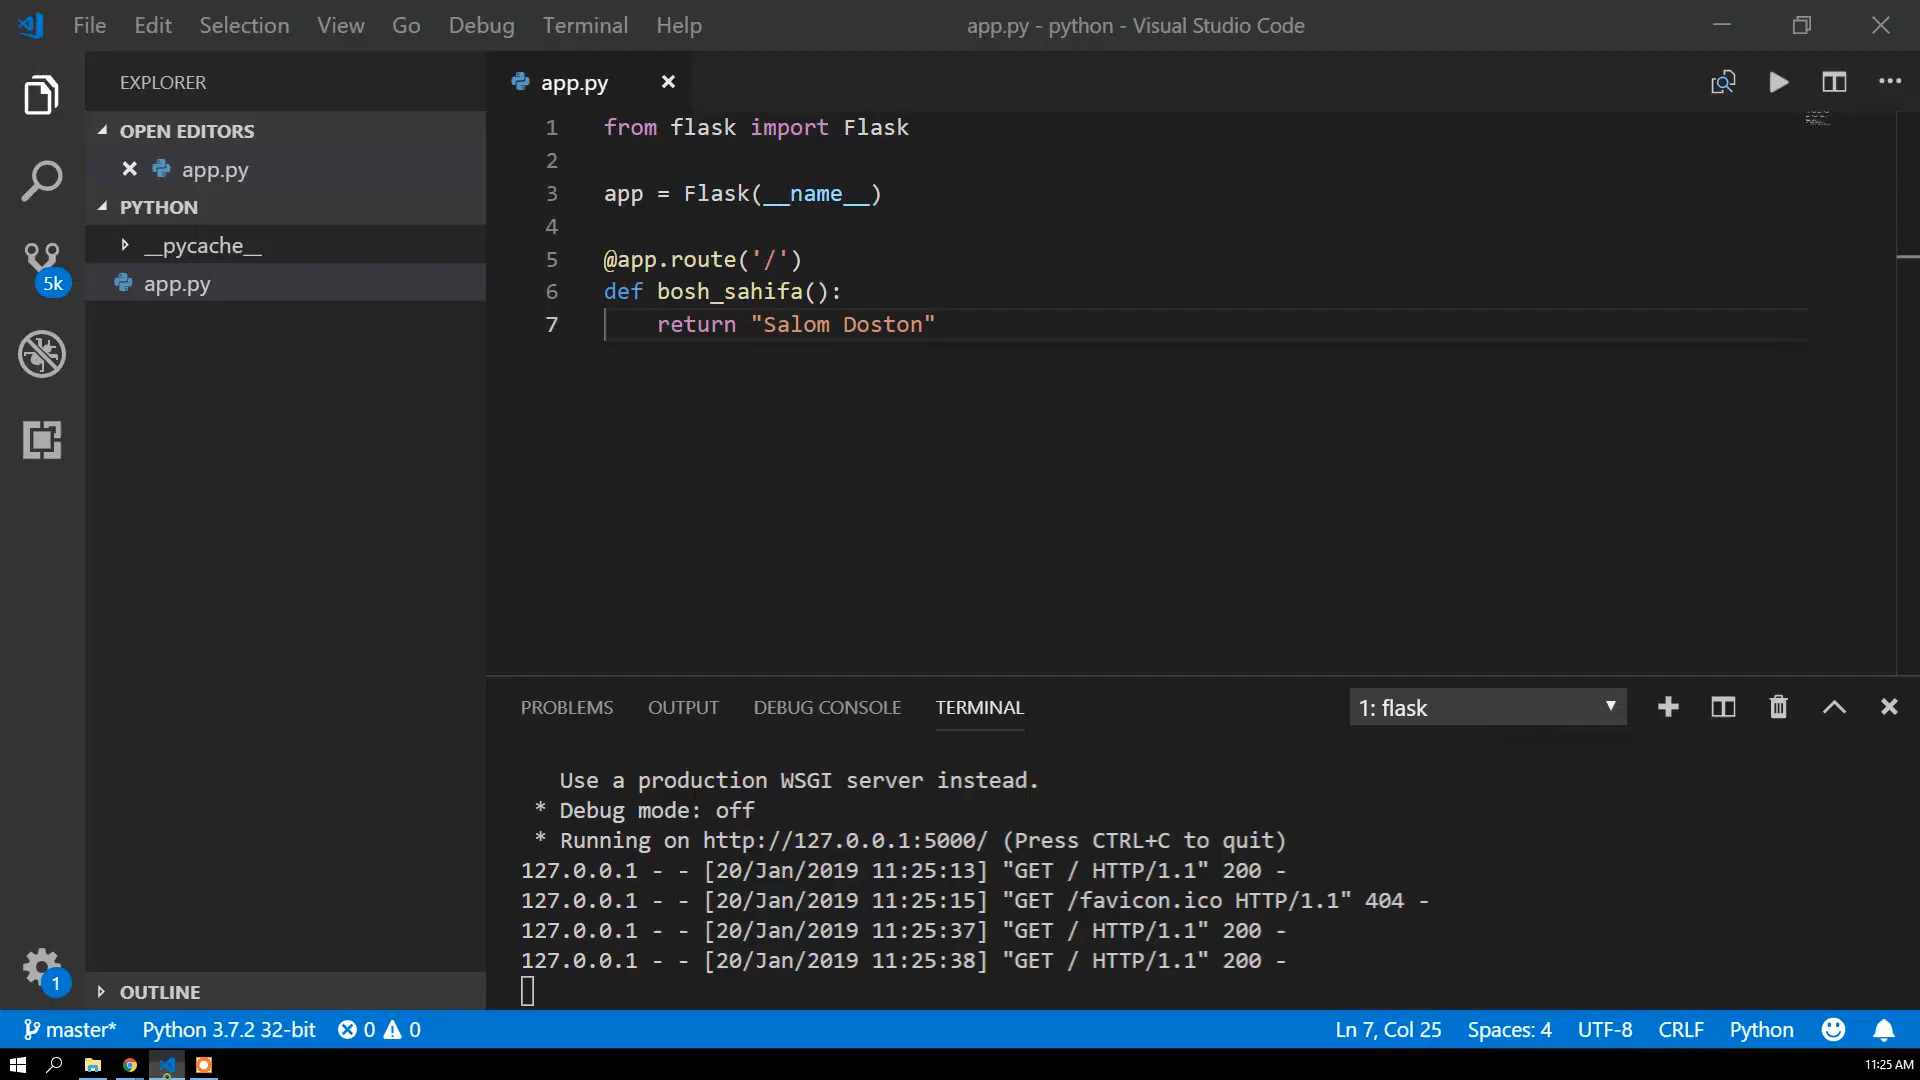 File Edit Selection View Go Debug Terminal Help app.py - python - Visual Studio Code
EXPLORER
OPEN EDITORS
app.py
PYTHON
__pycache__
app.py
OUTLINE
5k
1
app.py
1 from flask import Flask
2
3 app = Flask(__name__)
4
5 @app.route('/')
6 def bosh_sahifa():
7 return "Salom Doston"
PROBLEMS OUTPUT DEBUG CONSOLE TERMINAL 1: flask
Use a production WSGI server instead.
* Debug mode: off
* Running on http://127.0.0.1:5000/ (Press CTRL+C to quit)
127.0.0.1 - - [20/Jan/2019 11:25:13] "GET / HTTP/1.1" 200 -
127.0.0.1 - - [20/Jan/2019 11:25:15] "GET /favicon.ico HTTP/1.1" 404 -
127.0.0.1 - - [20/Jan/2019 11:25:37] "GET / HTTP/1.1" 200 -
127.0.0.1 - - [20/Jan/2019 11:25:38] "GET / HTTP/1.1" 200 -
master* Python 3.7.2 32-bit 0 0 Ln 7, Col 25 Spaces: 4 UTF-8 CRLF Python
11:25 AM